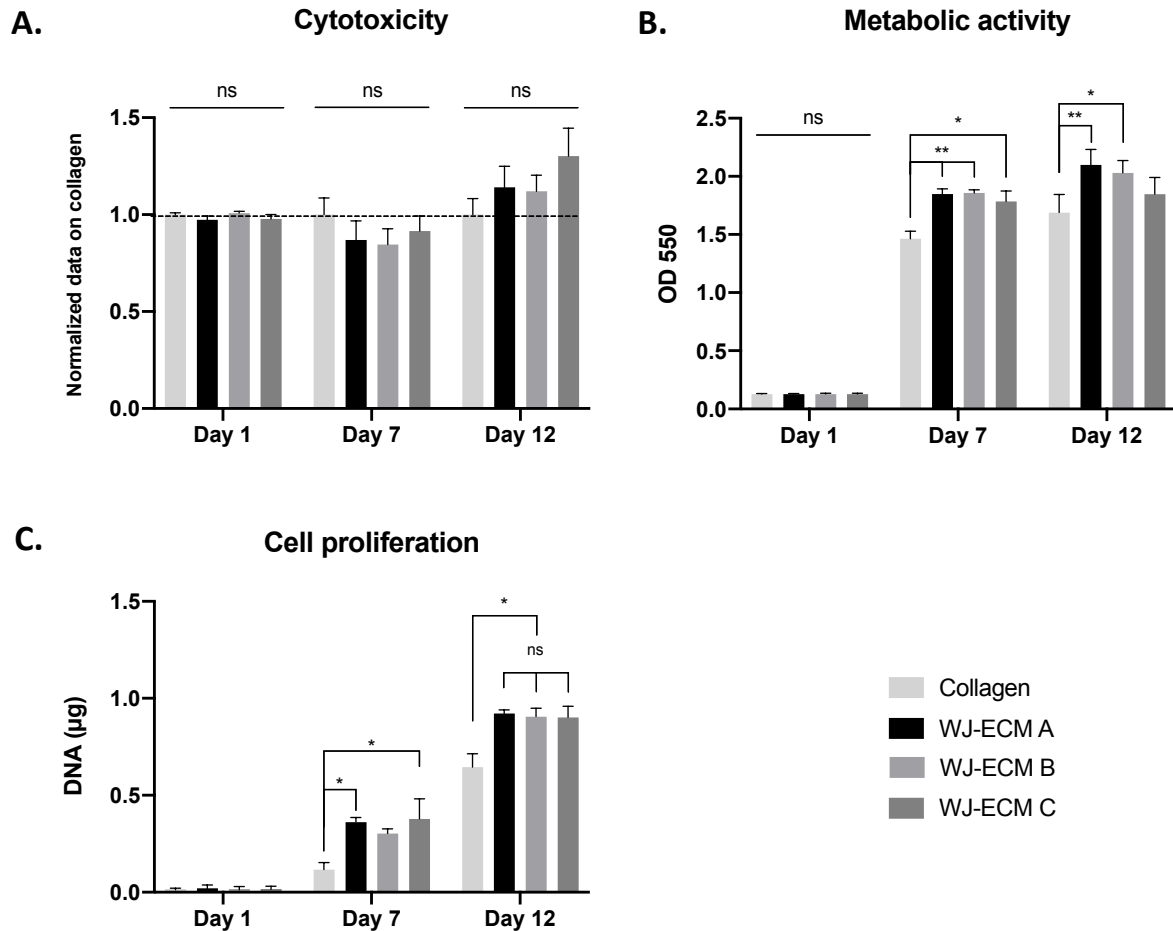 A.
Cytotoxicity
ns
ns
ns
Normalized data on collagen
1.5
1.0
0.5
0.0
Day 1
Day 7
Day 12
B.
Metabolic activity
ns
*
**
*
**
OD 550
2.5
2.0
1.5
1.0
0.5
0.0
Day 1
Day 7
Day 12
C.
Cell proliferation
*
*
*
ns
DNA (µg)
1.5
1.0
0.5
0.0
Day 1
Day 7
Day 12
Collagen
WJ-ECM A
WJ-ECM B
WJ-ECM C